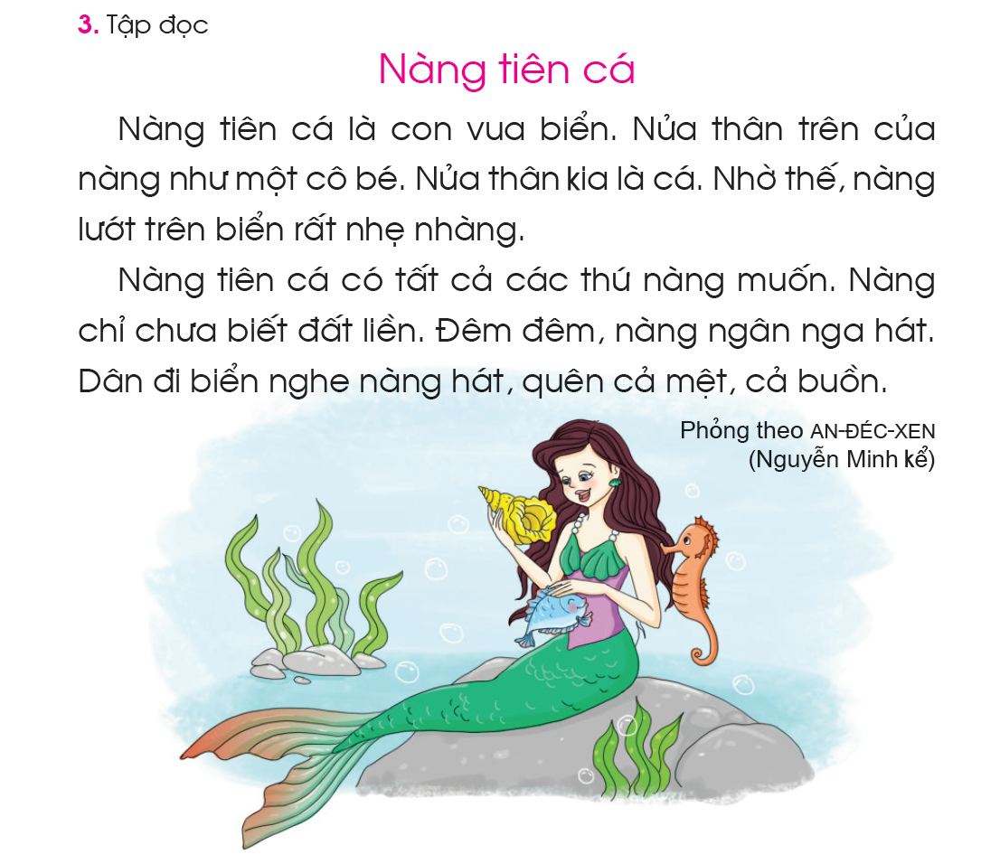 3. Tập đọc
Nàng tiên cá
Nàng tiên cá là con vua biển. Nửa thân trên của
nàng như một cô bé. Nửa thân kia là cá. Nhờ thế, nàng
lướt trên biển rất nhẹ nhàng.
Nàng tiên cá có tất cả các thứ nàng muốn. Nàng
chỉ chưa biết đất liền. Đêm đêm, nàng ngân nga hát.
Dân đi biển nghe nàng hát, quên cả mệt, cả buồn.
Phỏng theo AN-ĐÉC-XEN
(Nguyễn Minh kể)